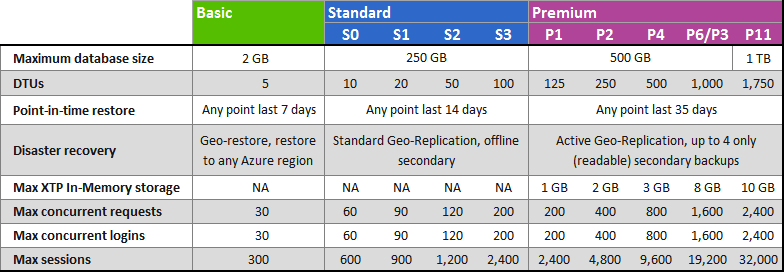 Basic Standard Premium
S0 S1 S2 S3 P1 P2 P4 P6/P3 P11
Maximum database size 2 GB 250 GB 500 GB 1 TB
DTUs 5 10 20 50 100 125 250 500 1,000 1,750
Point-in-time restore Any point last 7 days Any point last 14 days Any point last 35 days
Disaster recovery Geo-restore, restore to any Azure region Standard Geo-Replication, offline secondary Active Geo-Replication, up to 4 only (readable) secondary backups
Max XTP In-Memory storage NA NA NA NA NA 1 GB 2 GB 3 GB 8 GB 10 GB
Max concurrent requests 30 60 90 120 200 200 400 800 1,600 2,400
Max concurrent logins 30 60 90 120 200 200 400 800 1,600 2,400
Max sessions 300 600 900 1,200 2,400 2,400 4,800 9,600 19,200 32,000